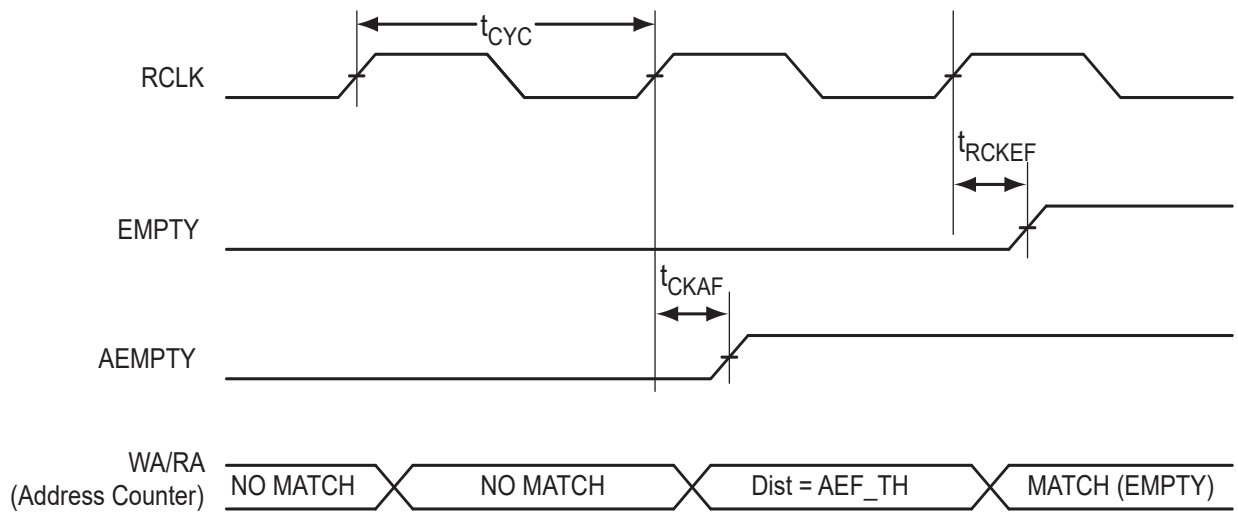 tCYC
RCLK
tRCKEF
EMPTY
tCKAF
AEMPTY
WA/RA
(Address Counter)
NO MATCH
NO MATCH
Dist = AEF_TH
MATCH (EMPTY)